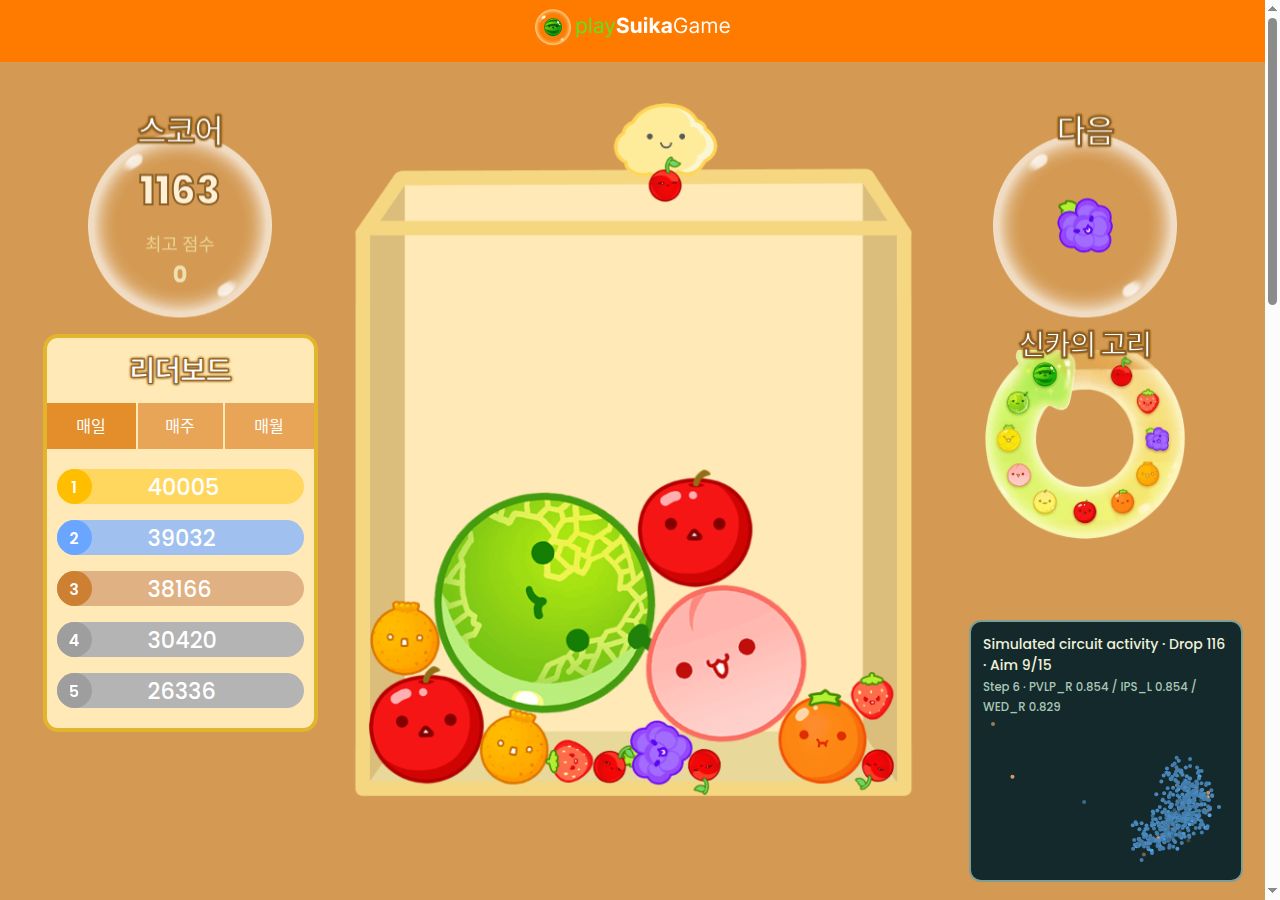 playSuikaGame
스코어
1163
최고 점수
0
다음
리더보드
매일
매주
매월
1 40005
2 39032
3 38166
4 30420
5 26336
신카의 고리
Simulated circuit activity · Drop 116
· Aim 9/15
Step 6 · PVLP_R 0.854 / IPS_L 0.854 /
WED_R 0.829